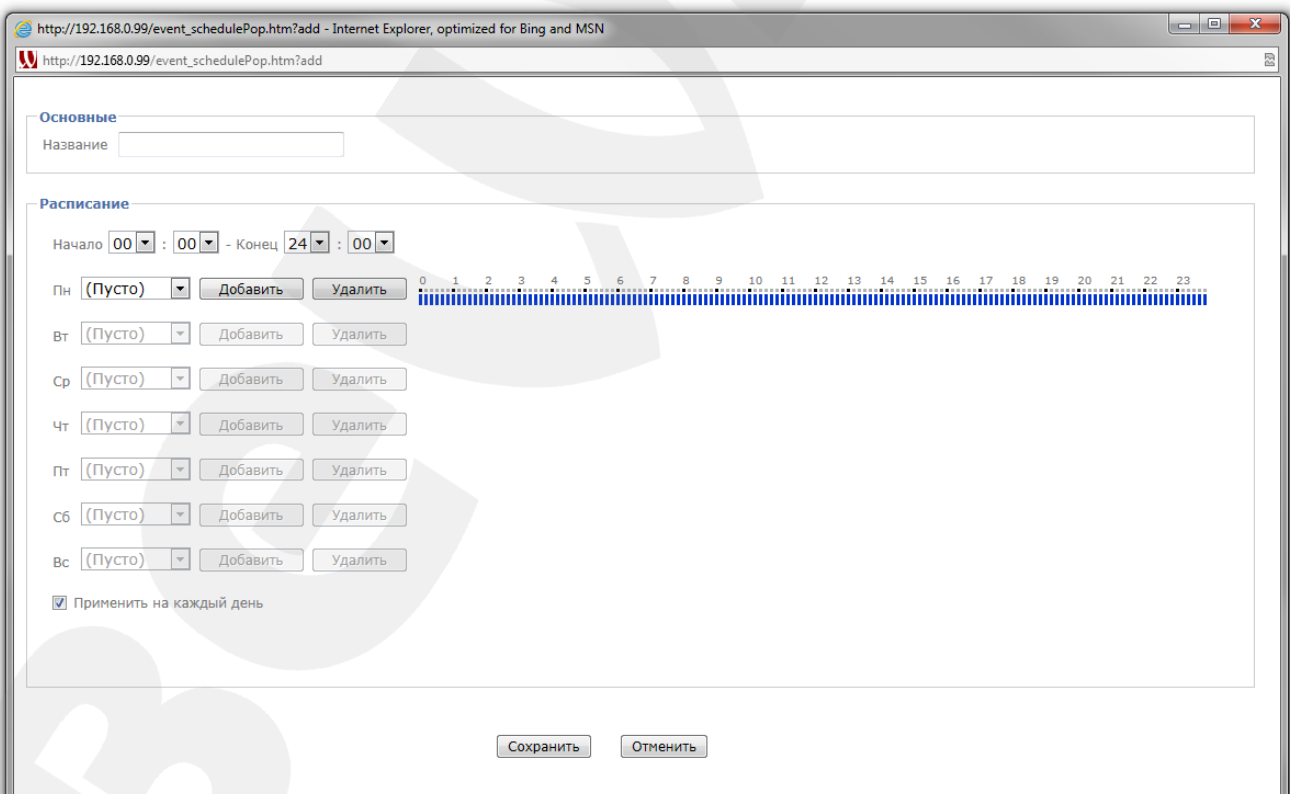 http://192.168.0.99/event_schedulePop.htm?add - Internet Explorer, optimized for Bing and MSN
http://192.168.0.99/event_schedulePop.htm?add
Основные
Название
Расписание
Начало 00 : 00 - Конец 24 : 00
Пн (Пусто) Добавить Удалить 0 1 2 3 4 5 6 7 8 9 10 11 12 13 14 15 16 17 18 19 20 21 22 23
Вт (Пусто) Добавить Удалить
Ср (Пусто) Добавить Удалить
Чт (Пусто) Добавить Удалить
Пт (Пусто) Добавить Удалить
Сб (Пусто) Добавить Удалить
Вс (Пусто) Добавить Удалить
Применить на каждый день
Сохранить Отменить